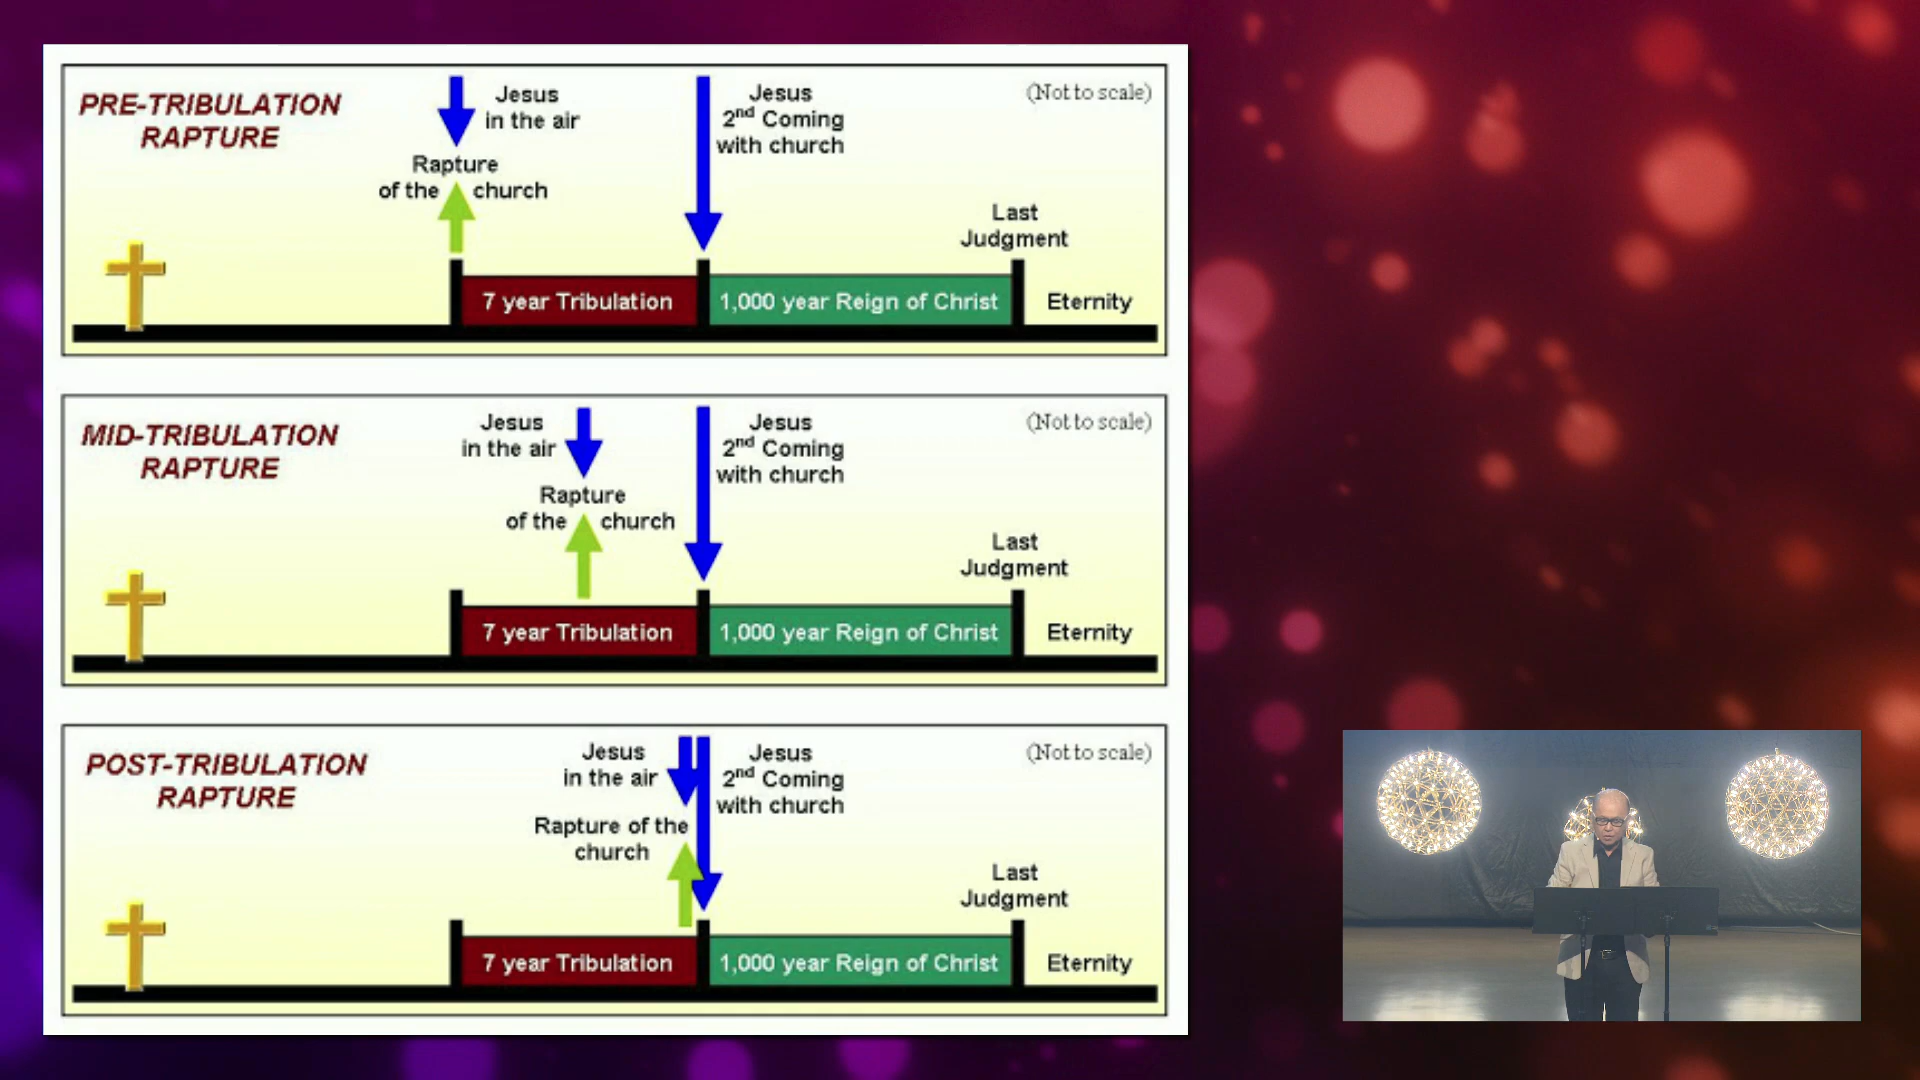 PRE-TRIBULATION
RAPTURE
Jesus
in the air
Rapture
of the church
Jesus
2nd Coming
with church
(Not to scale)
Last
Judgment
7 year Tribulation
1,000 year Reign of Christ
Eternity
MID-TRIBULATION
RAPTURE
Jesus
in the air
Rapture
of the church
Jesus
2nd Coming
with church
(Not to scale)
Last
Judgment
7 year Tribulation
1,000 year Reign of Christ
Eternity
POST-TRIBULATION
RAPTURE
Jesus
in the air
Rapture of the
church
Jesus
2nd Coming
with church
(Not to scale)
Last
Judgment
7 year Tribulation
1,000 year Reign of Christ
Eternity